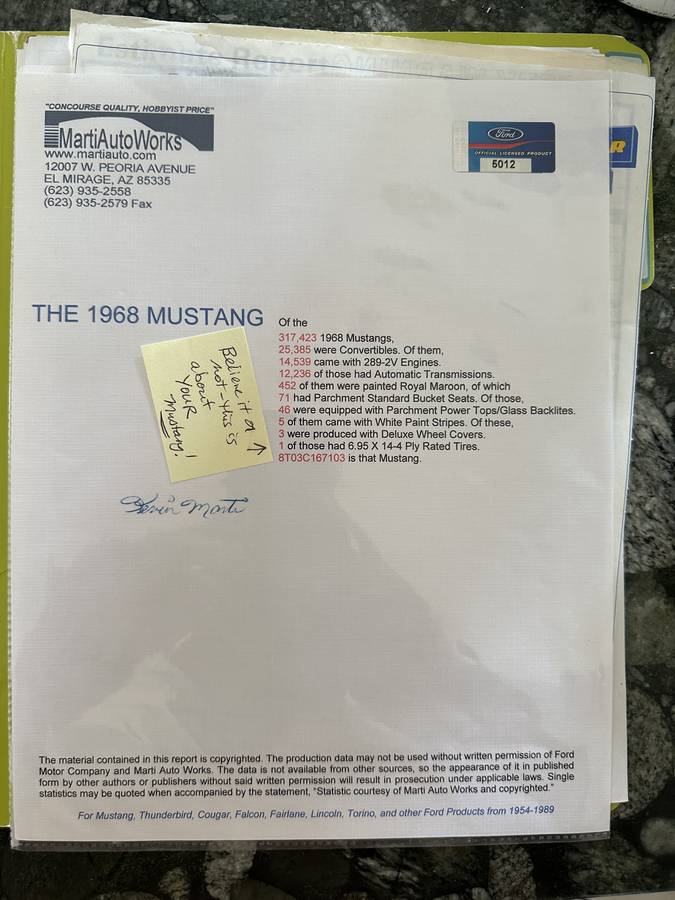 "CONCOURSE QUALITY, HOBBYIST PRICE"
MartiAutoWorks
www.martiauto.com
12007 W. PEORIA AVENUE
EL MIRAGE, AZ 85335
(623) 935-2558
(623) 935-2579 Fax
Ford
OFFICIAL LICENSED PRODUCT
5012
R
THE 1968 MUSTANG
Of the
317,423 1968 Mustangs,
25,385 were Convertibles. Of them,
14,539 came with 289-2V Engines.
12,236 of those had Automatic Transmissions.
452 of them were painted Royal Maroon, of which
71 had Parchment Standard Bucket Seats. Of those,
46 were equipped with Parchment Power Tops/Glass Backlites.
5 of them came with White Paint Stripes. Of these,
3 were produced with Deluxe Wheel Covers.
1 of those had 6.95 X 14-4 Ply Rated Tires.
8T03C167103 is that Mustang.
Believe it or
not - this is
about
YOUR
Mustang!
Kevin Marti
The material contained in this report is copyrighted. The production data may not be used without written permission of Ford
Motor Company and Marti Auto Works. The data is not available from other sources, so the appearance of it in published
form by other authors or publishers without said written permission will result in prosecution under applicable laws. Single
statistics may be quoted when accompanied by the statement, "Statistic courtesy of Marti Auto Works and copyrighted."
For Mustang, Thunderbird, Cougar, Falcon, Fairlane, Lincoln, Torino, and other Ford Products from 1954-1989